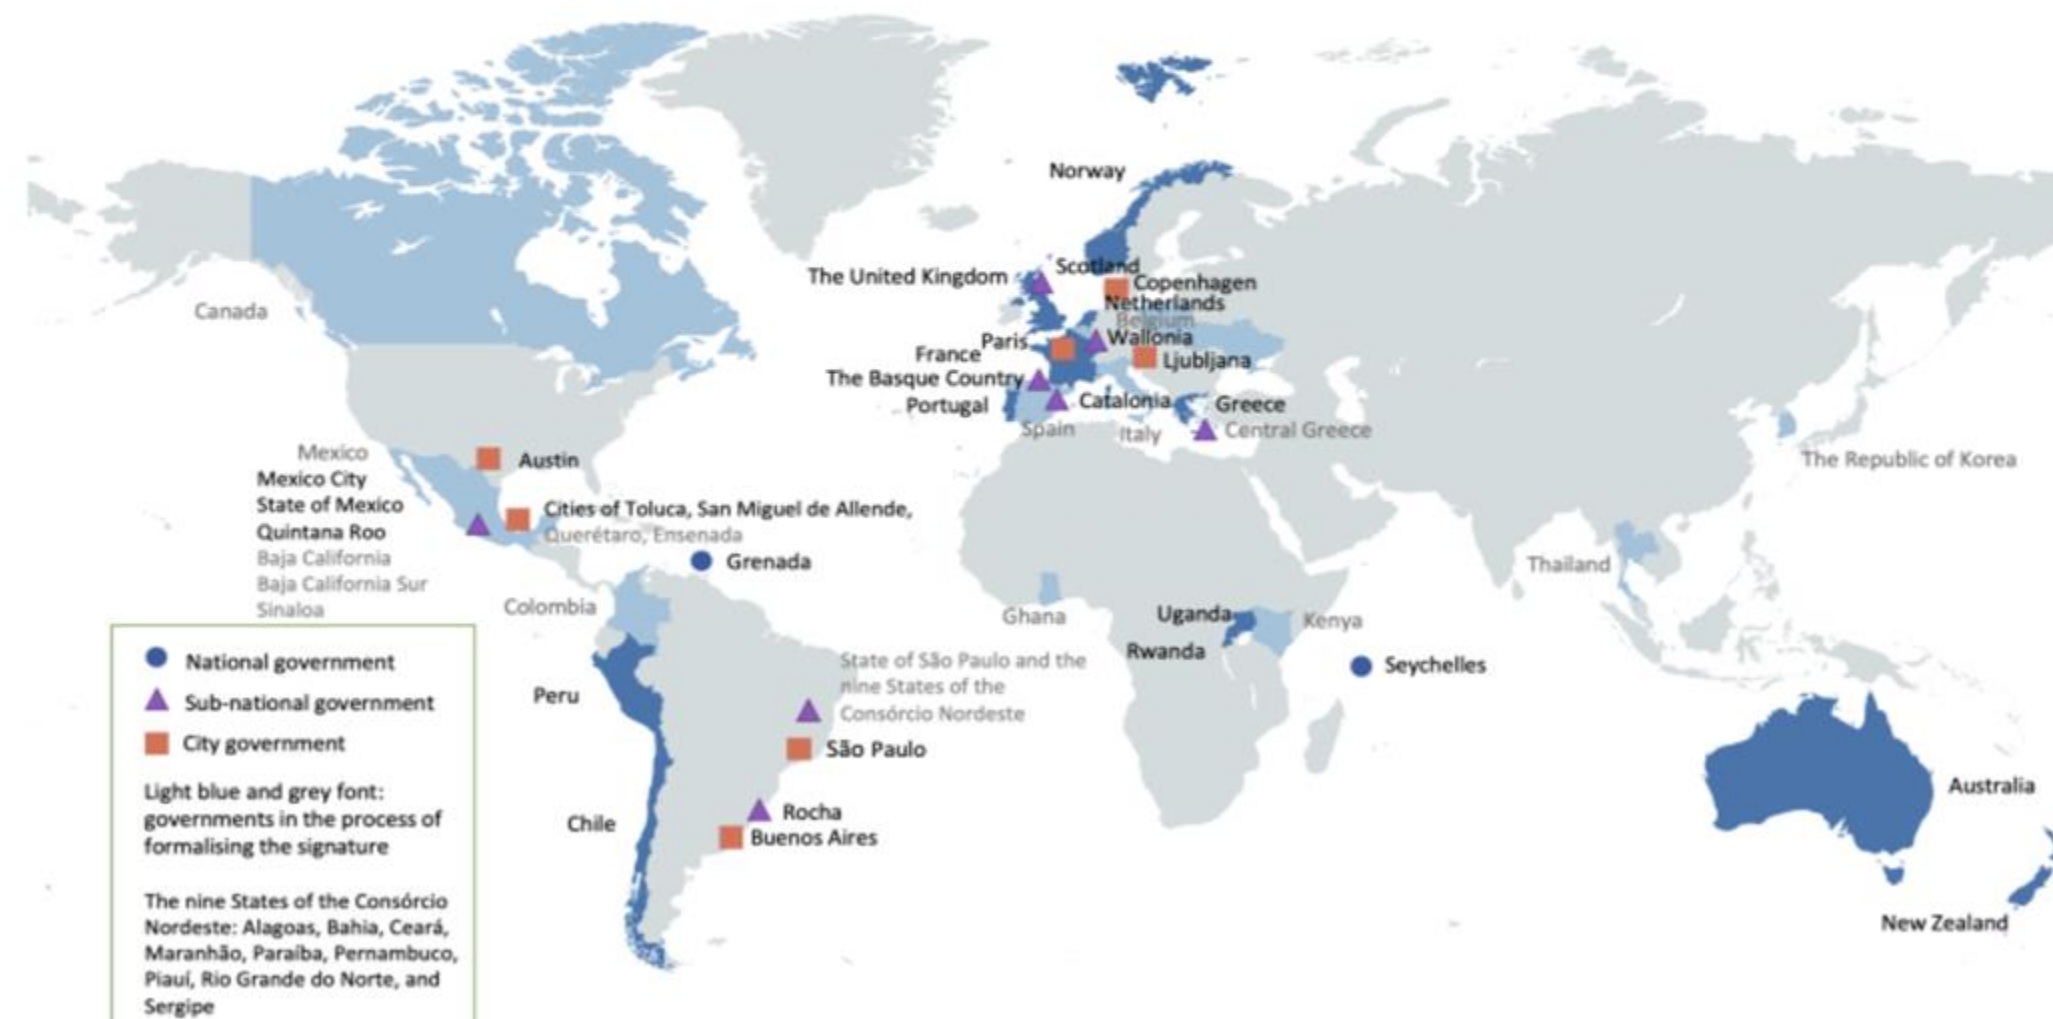 Norway
Scotland
The United Kingdom
Copenhagen
Netherlands
Belgium
Canada
Paris
Wallonia
France
Ljubljana
The Basque Country
Portugal
Catalonia
Greece
Spain
Italy
Central Greece
Mexico
Austin
The Republic of Korea
Mexico City
State of Mexico
Quintana Roo
Baja California
Baja California Sur
Sinaloa
Cities of Toluca, San Miguel de Allende,
Querétaro, Ensenada
Grenada
Thailand
Colombia
Ghana
Uganda
Kenya
Rwanda
Seychelles
State of São Paulo and the
nine States of the
Consórcio Nordeste
Peru
São Paulo
Rocha
Chile
Buenos Aires
Australia
New Zealand
National government
Sub-national government
City government
Light blue and grey font:
governments in the process of
formalising the signature
The nine States of the Consórcio
Nordeste: Alagoas, Bahia, Ceará,
Maranhão, Paraíba, Pernambuco,
Piauí, Rio Grande do Norte, and
Sergipe